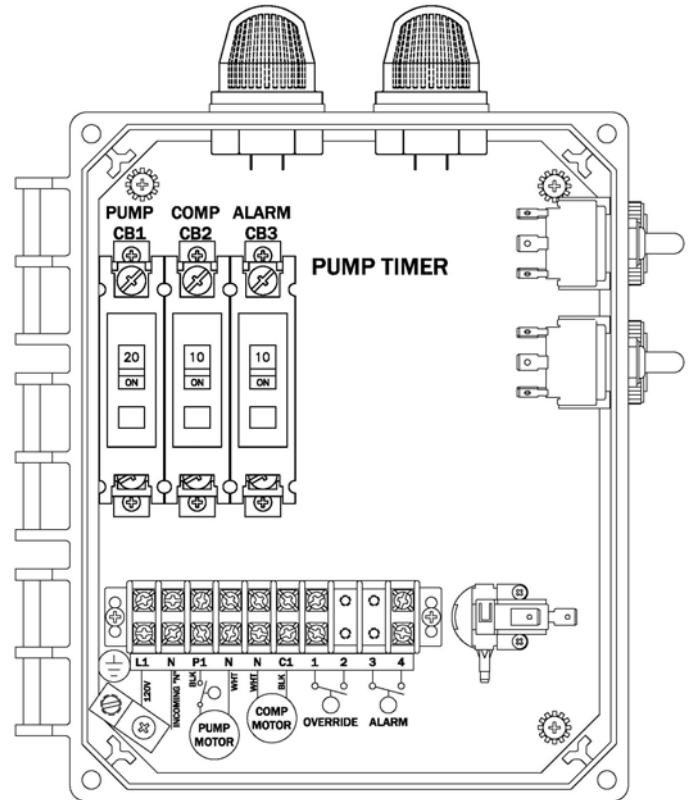 PUMP COMP ALARM
CB1 CB2 CB3
PUMP TIMER
20 10 10
ON ON ON
L1 N P1 N N C1 1 2 3 4
120V
INCOMING "N"
BLK
WHT
WHT
BLK
PUMP
MOTOR
COMP
MOTOR
OVERRIDE
ALARM